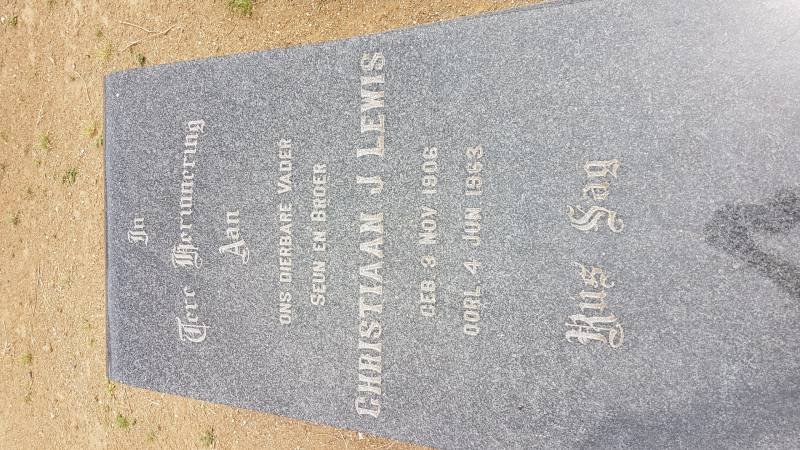 In
Teer Herinnering
Aan
ONS DIERBARE VADER
SEUN EN BROER
CHRISTIAAN J LEWIS
GEB 3 NOV 1906
OORL 4 JUN 1963
Rus Sag